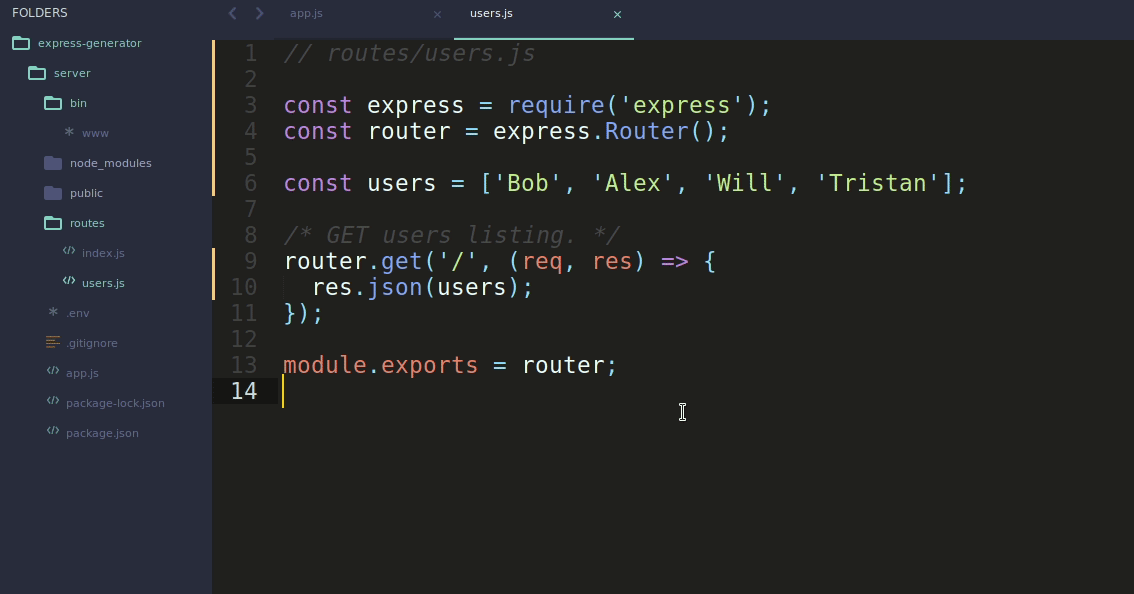 FOLDERS
express-generator
server
bin
www
node_modules
public
routes
index.js
users.js
.env
.gitignore
app.js
package-lock.json
package.json
app.js
users.js
1 // routes/users.js
2
3 const express = require('express');
4 const router = express.Router();
5
6 const users = ['Bob', 'Alex', 'Will', 'Tristan'];
7
8 /* GET users listing. */
9 router.get('/', (req, res) => {
10   res.json(users);
11 });
12
13 module.exports = router;
14